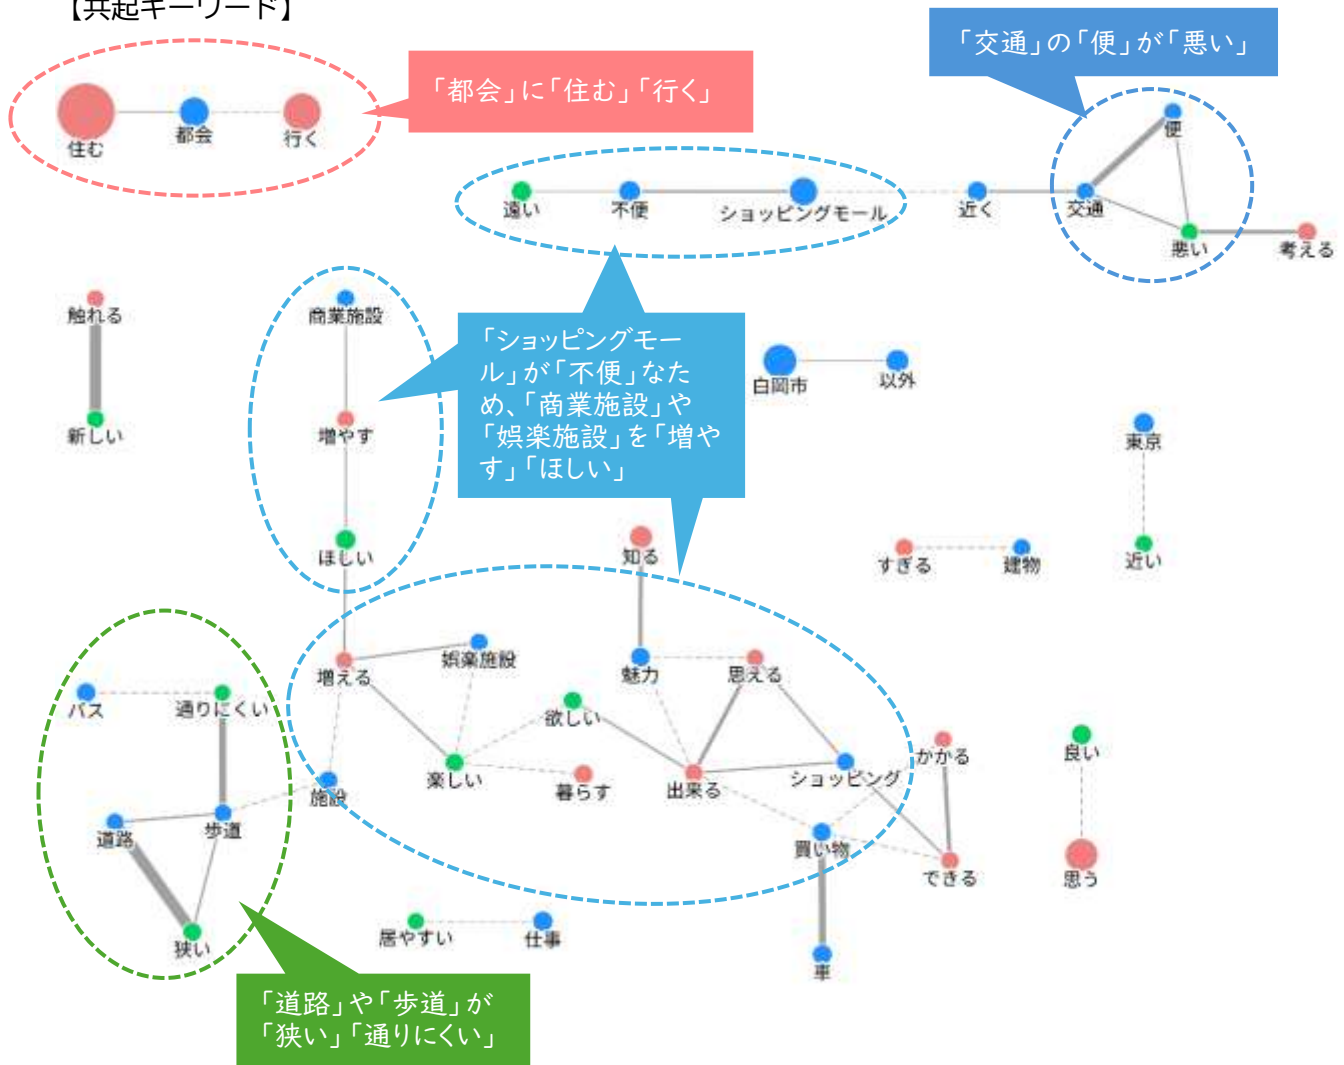 【共起キーワード】
「交通」の「便」が「悪い」
「都会」に「住む」「行く」
住む
都会
行く
便
遠い
不便
ショッピングモール
近く
交通
悪い
考える
触れる
商業施設
「ショッピングモー
ル」が「不便」なた
め、「商業施設」や
「娯楽施設」を「増や
す」「ほしい」
白岡市
以外
新しい
増やす
東京
ほしい
知る
すぎる
建物
近い
増える
娯楽施設
魅力
思える
バス
通りにくい
欲しい
かかる
良い
楽しい
暮らす
出来る
ショッピング
施設
道路
歩道
買い物
できる
思う
狭い
居やすい
仕事
車
「道路」や「歩道」が
「狭い」「通りにくい」